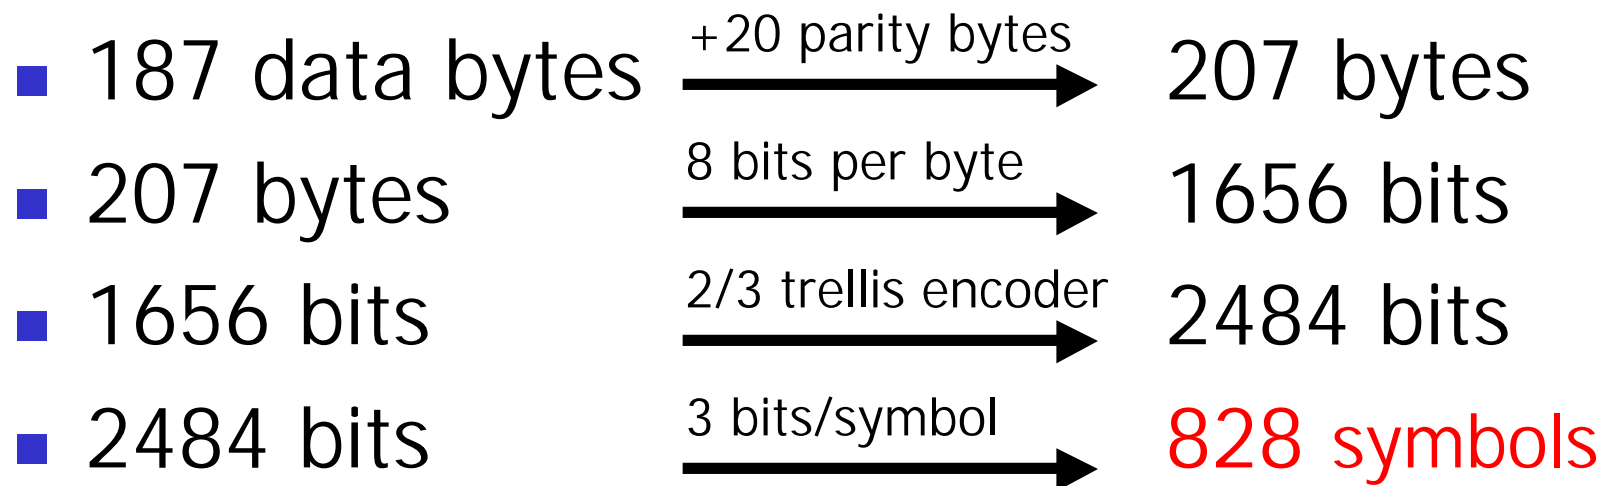 187 data bytes +20 parity bytes 207 bytes
207 bytes 8 bits per byte 1656 bits
1656 bits 2/3 trellis encoder 2484 bits
2484 bits 3 bits/symbol 828 symbols